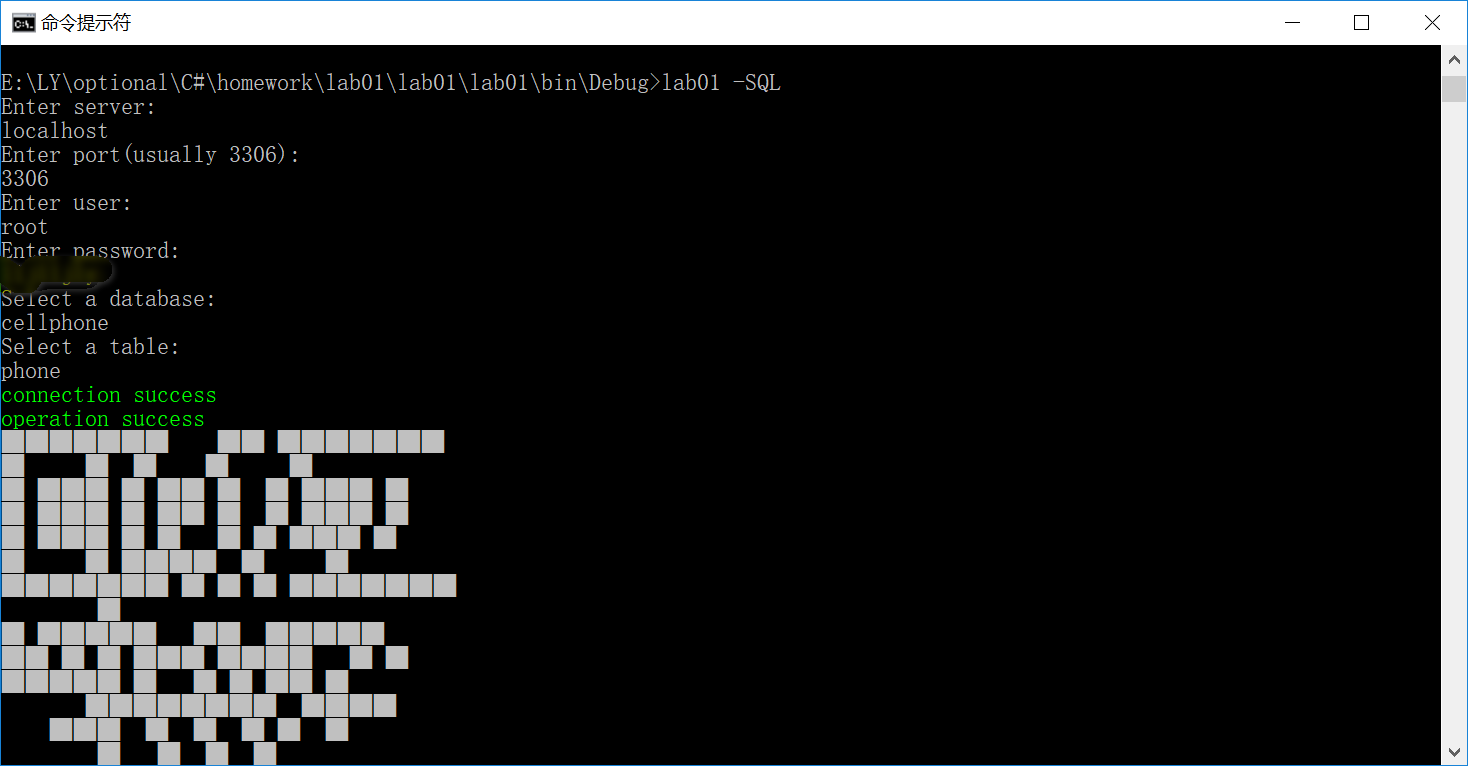 命令提示符
E:\LY\optional\C#\homework\lab01\lab01\lab01\bin\Debug>lab01 -SQL
Enter server:
localhost
Enter port(usually 3306):
3306
Enter user:
root
Enter password:
Select a database:
cellphone
Select a table:
phone
connection success
operation success